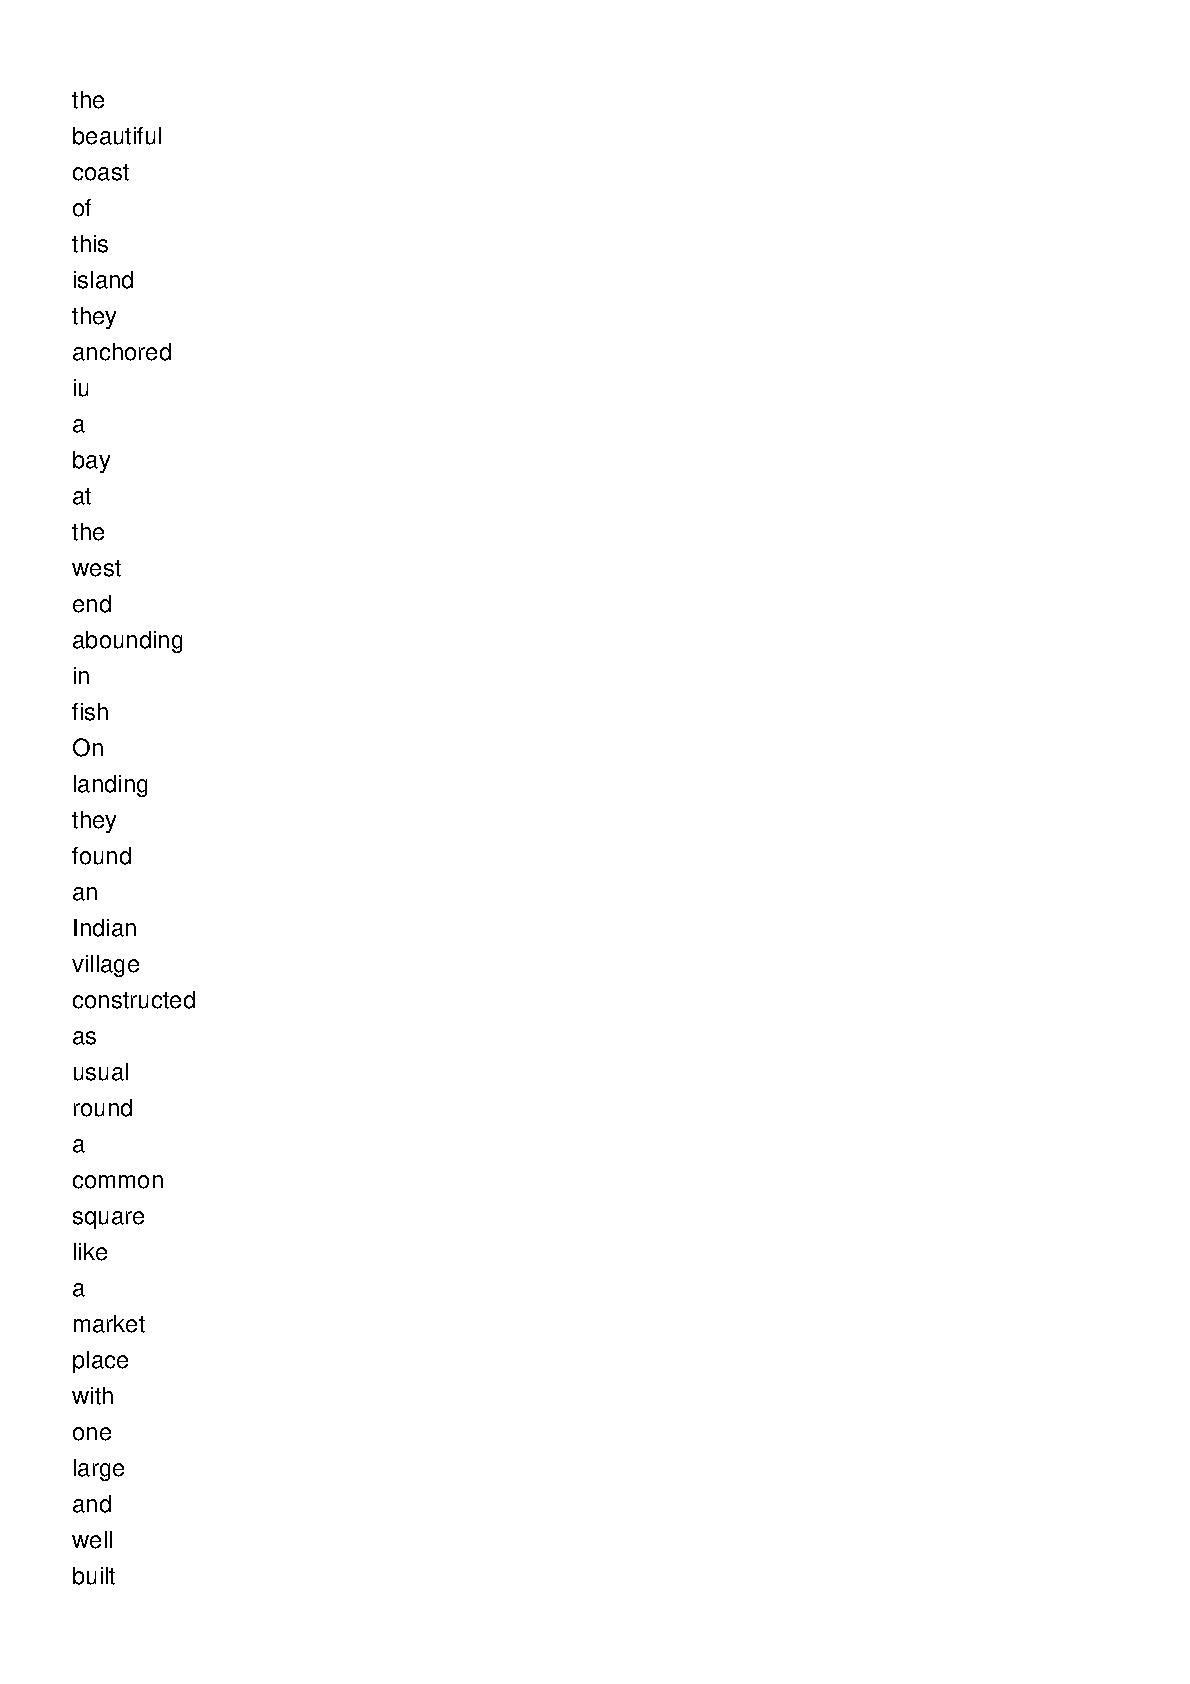 the
beautiful
coast
of
this
island
they
anchored
iu
a
bay
at
the
west
end
abounding
in
fish
On
landing
they
found
an
Indian
village
constructed
as
usual
round
a
common
square
like
a
market
place
with
one
large
and
well
built